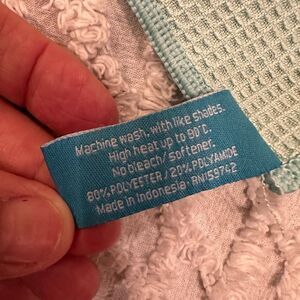 Machine wash, with like shades.
High heat up to 90°C.
No bleach/softener.
80% POLYESTER / 20% POLYAMIDE
Made in Indonesia · RN159742